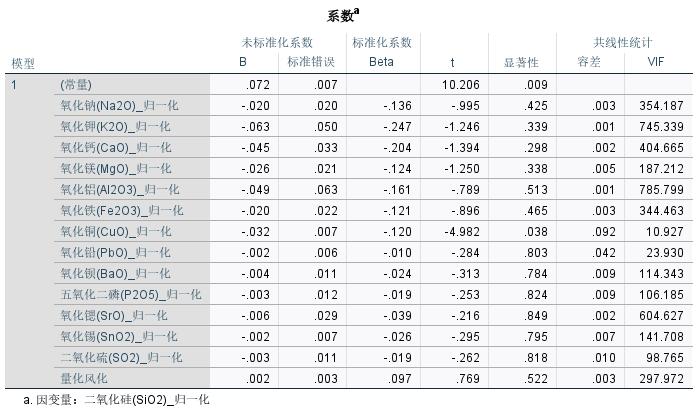 系数a
未标准化系数 标准化系数 共线性统计
模型 B 标准错误 Beta t 显著性 容差 VIF
1 (常量) .072 .007 10.206 .009
氧化钠(Na2O)_归一化 -.020 .020 -.136 -.995 .425 .003 354.187
氧化钾(K2O)_归一化 -.063 .050 -.247 -1.246 .339 .001 745.339
氧化钙(CaO)_归一化 -.045 .033 -.204 -1.394 .298 .002 404.665
氧化镁(MgO)_归一化 -.026 .021 -.124 -1.250 .338 .005 187.212
氧化铝(Al2O3)_归一化 -.049 .063 -.161 -.789 .513 .001 785.799
氧化铁(Fe2O3)_归一化 -.020 .022 -.121 -.896 .465 .003 344.463
氧化铜(CuO)_归一化 -.032 .007 -.120 -4.982 .038 .092 10.927
氧化铅(PbO)_归一化 -.002 .006 -.010 -.284 .803 .042 23.930
氧化钡(BaO)_归一化 -.004 .011 -.024 -.313 .784 .009 114.343
五氧化二磷(P2O5)_归一化 -.003 .012 -.019 -.253 .824 .009 106.185
氧化锶(SrO)_归一化 -.006 .029 -.039 -.216 .849 .002 604.627
氧化锡(SnO2)_归一化 -.002 .007 -.026 -.295 .795 .007 141.708
二氧化硫(SO2)_归一化 -.003 .011 -.019 -.262 .818 .010 98.765
量化风化 .002 .003 .097 .769 .522 .003 297.972
a. 因变量：二氧化硅(SiO2)_归一化